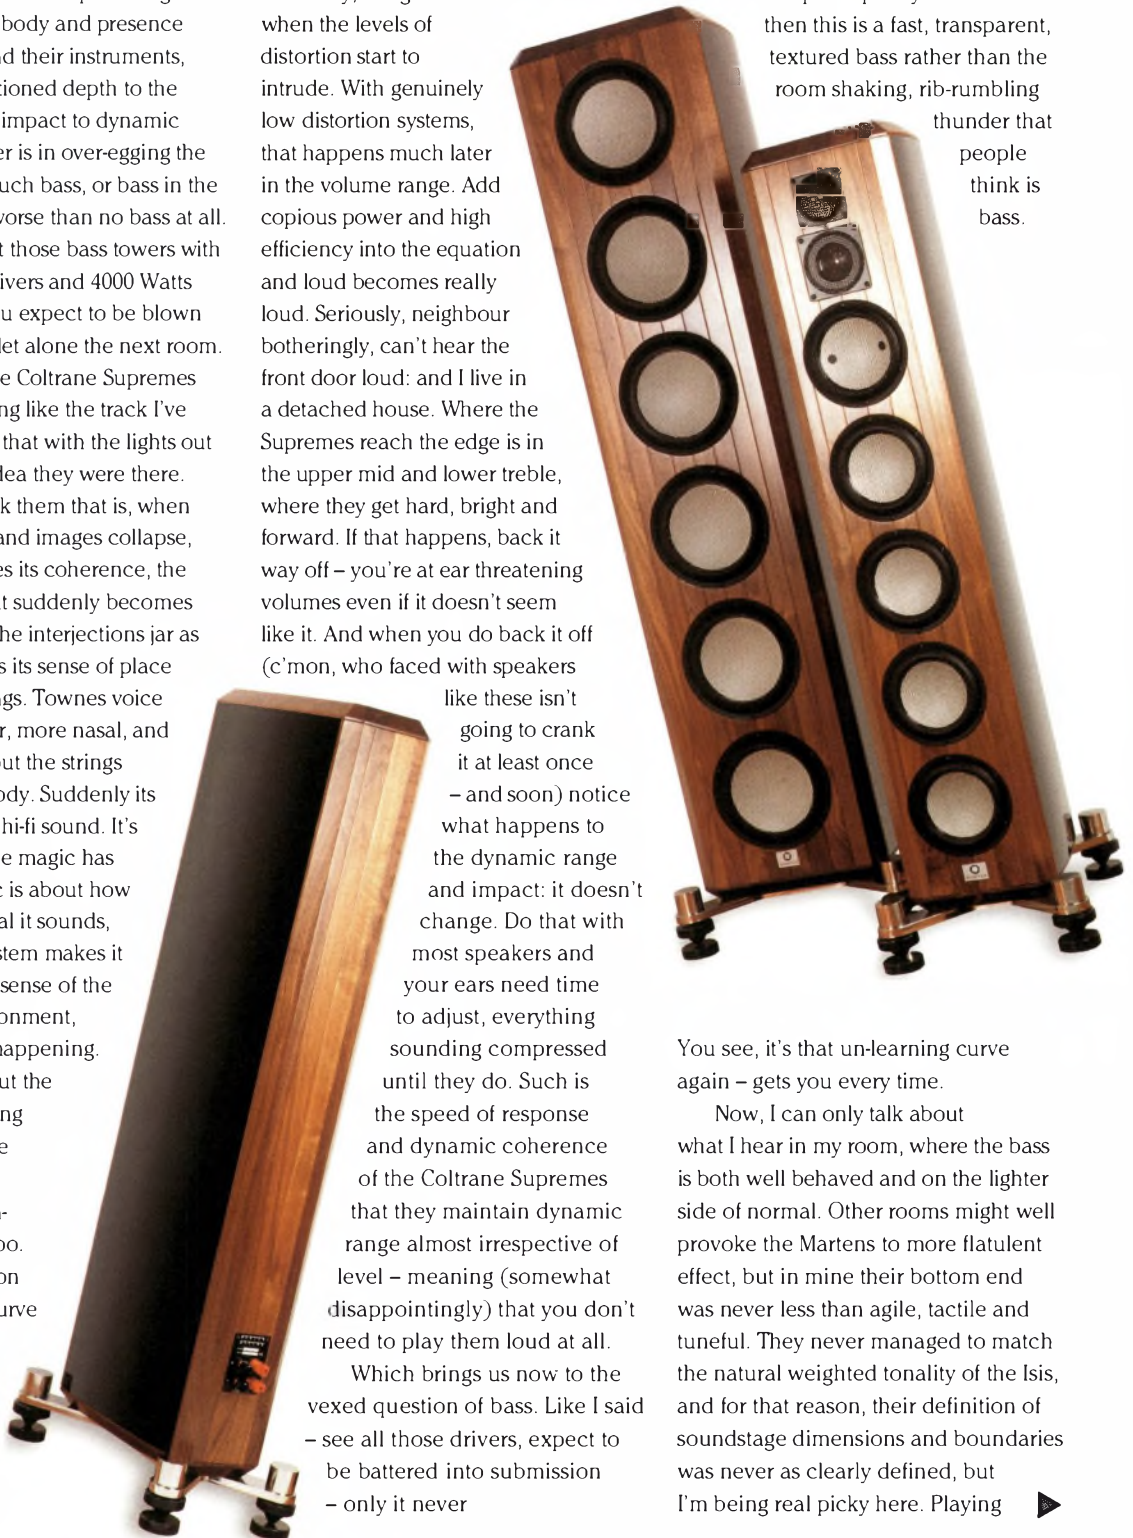 body and presence
d their instruments,
tioned depth to the
impact to dynamic
er is in over-egging the
uch bass, or bass in the
worse than no bass at all.
t those bass towers with
ivers and 4000 Watts
u expect to be blown
let alone the next room.
e Coltrane Supremes
ng like the track I've
that with the lights out
dea they were there.
k them that is, when
and images collapse,
es its coherence, the
t suddenly becomes
he interjections jar as
s its sense of place
gs. Townes voice
r, more nasal, and
out the strings
ody. Suddenly its
hi-fi sound. It's
e magic has
c is about how
al it sounds,
stem makes it
sense of the
onment,
happening.
ut the
ng
e
oo.
on
urve
when the levels of
distortion start to
intrude. With genuinely
low distortion systems,
that happens much later
in the volume range. Add
copious power and high
efficiency into the equation
and loud becomes really
loud. Seriously, neighbour
botheringly, can't hear the
front door loud: and I live in
a detached house. Where the
Supremes reach the edge is in
the upper mid and lower treble,
where they get hard, bright and
forward. If that happens, back it
way off – you're at ear threatening
volumes even if it doesn't seem
like it. And when you do back it off
(c'mon, who faced with speakers
like these isn't
going to crank
it at least once
– and soon) notice
what happens to
the dynamic range
and impact: it doesn't
change. Do that with
most speakers and
your ears need time
to adjust, everything
sounding compressed
until they do. Such is
the speed of response
and dynamic coherence
of the Coltrane Supremes
that they maintain dynamic
range almost irrespective of
level – meaning (somewhat
disappointingly) that you don't
need to play them loud at all.
Which brings us now to the
vexed question of bass. Like I said
– see all those drivers, expect to
be battered into submission
– only it never
then this is a fast, transparent,
textured bass rather than the
room shaking, rib-rumbling
thunder that
people
think is
bass.
You see, it's that un-learning curve
again – gets you every time.
Now, I can only talk about
what I hear in my room, where the bass
is both well behaved and on the lighter
side of normal. Other rooms might well
provoke the Martens to more flatulent
effect, but in mine their bottom end
was never less than agile, tactile and
tuneful. They never managed to match
the natural weighted tonality of the Isis,
and for that reason, their definition of
soundstage dimensions and boundaries
was never as clearly defined, but
I'm being real picky here. Playing